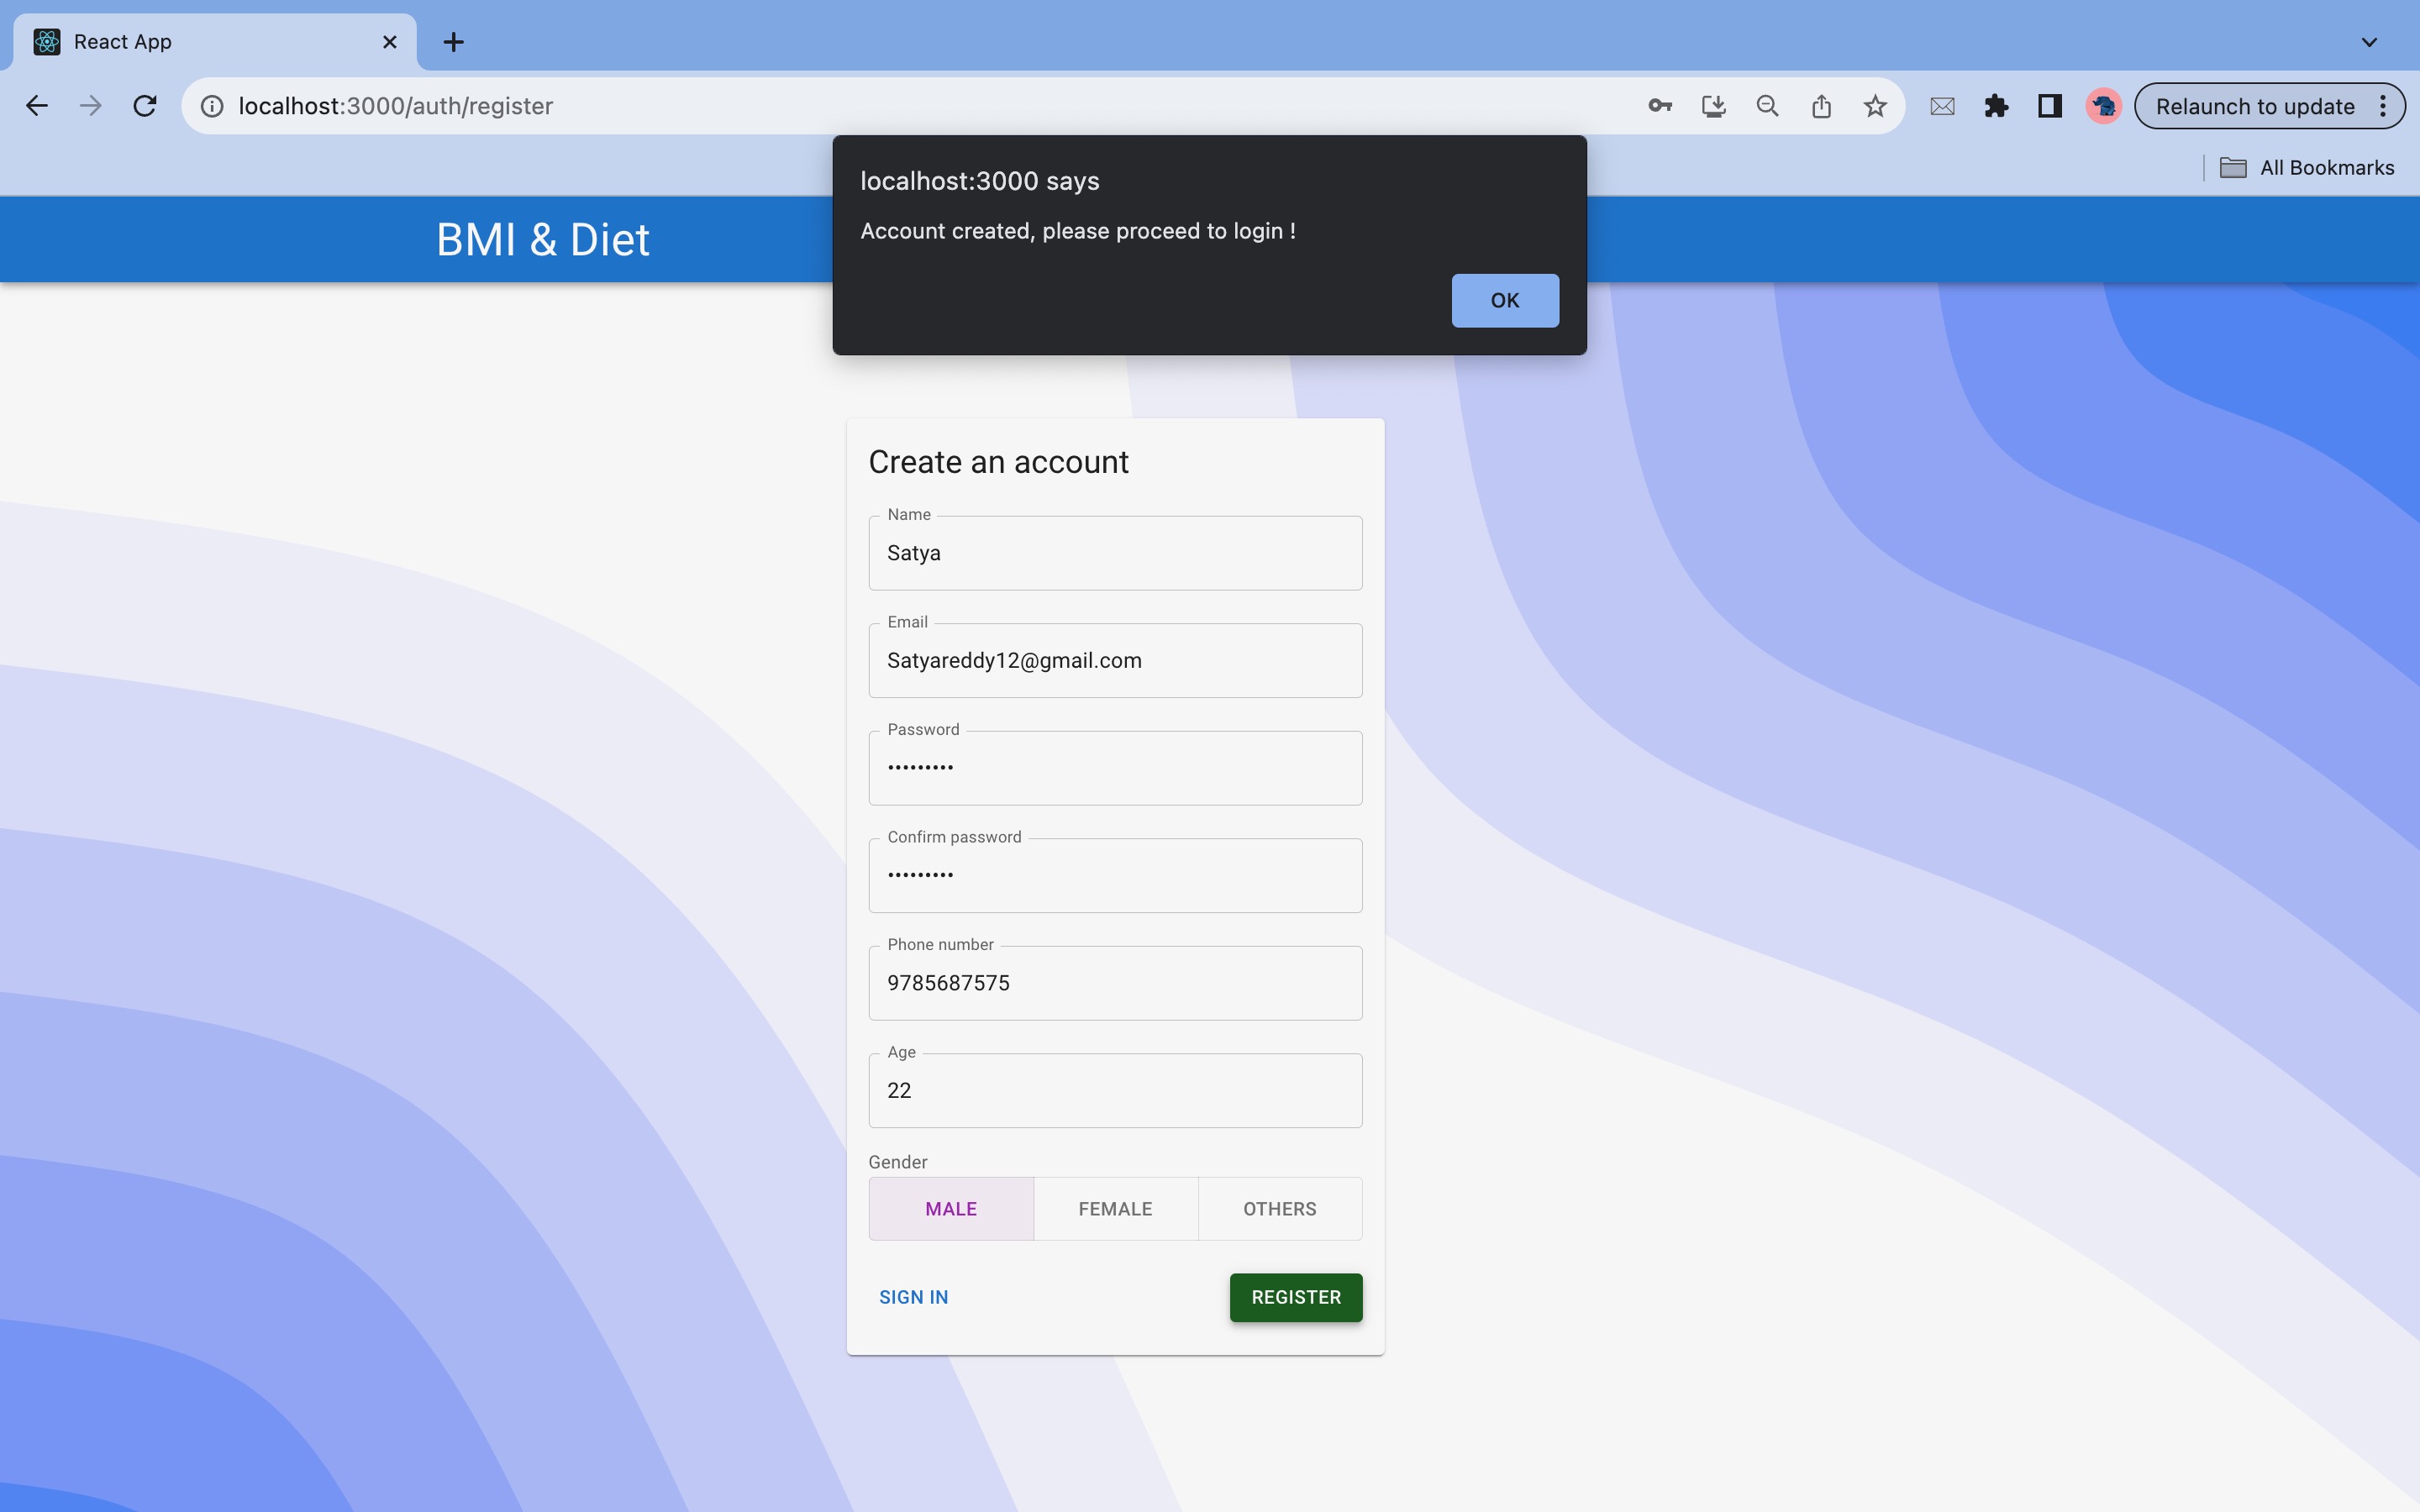 React App
localhost:3000/auth/register
Relaunch to update
All Bookmarks
localhost:3000 says
Account created, please proceed to login !
OK
BMI & Diet
Create an account
Name
Satya
Email
Satyareddy12@gmail.com
Password
•••••••••
Confirm password
•••••••••
Phone number
9785687575
Age
22
Gender
MALE FEMALE OTHERS
SIGN IN REGISTER